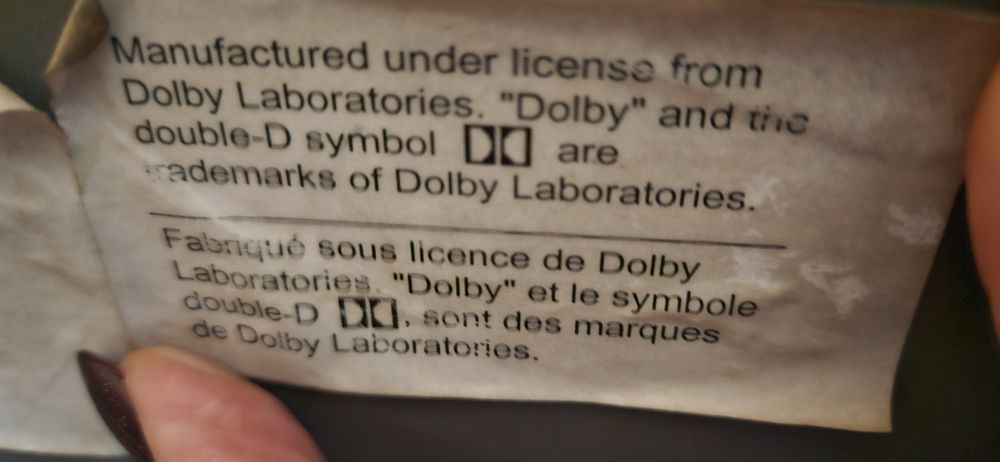 Manufactured under license from
Dolby Laboratories. "Dolby" and the
double-D symbol are
trademarks of Dolby Laboratories.
Fabriqué sous licence de Dolby
Laboratories. "Dolby" et le symbole
double-D , sont des marques
de Dolby Laboratories.